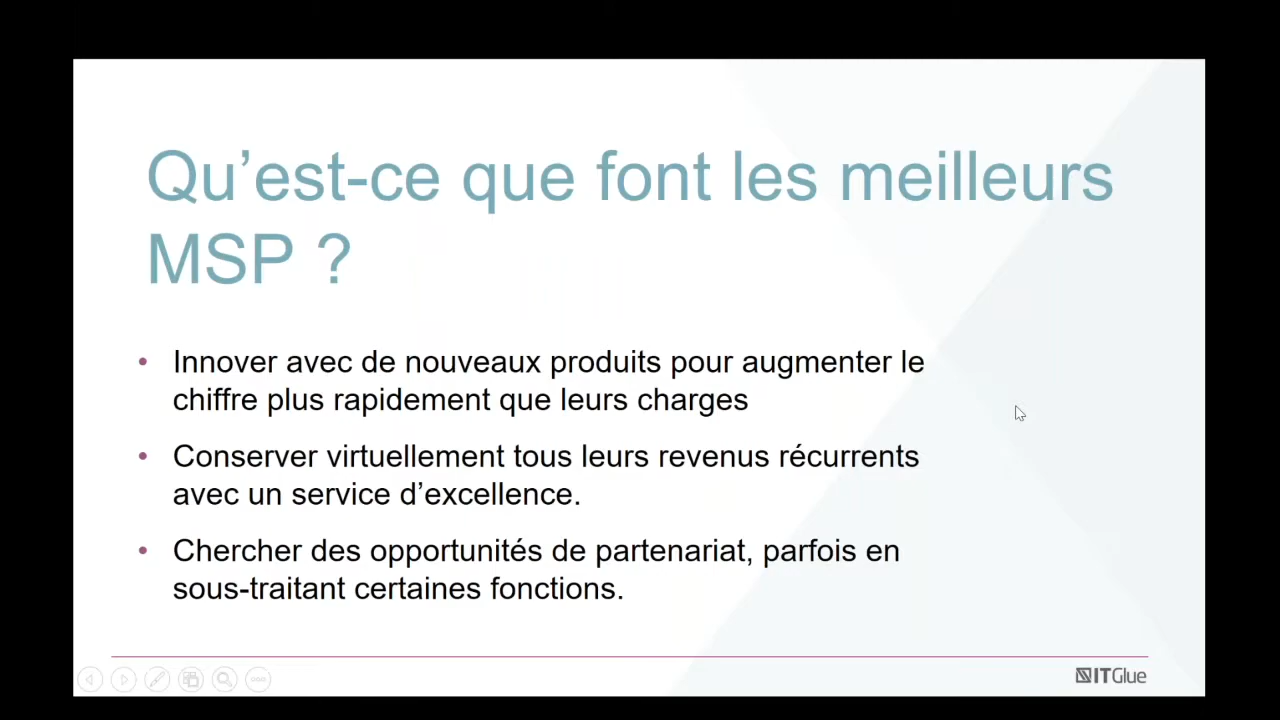 Qu’est-ce que font les meilleurs
MSP ?
• Innover avec de nouveaux produits pour augmenter le
chiffre plus rapidement que leurs charges
• Conserver virtuellement tous leurs revenus récurrents
avec un service d’excellence.
• Chercher des opportunités de partenariat, parfois en
sous-traitant certaines fonctions.
ITGlue